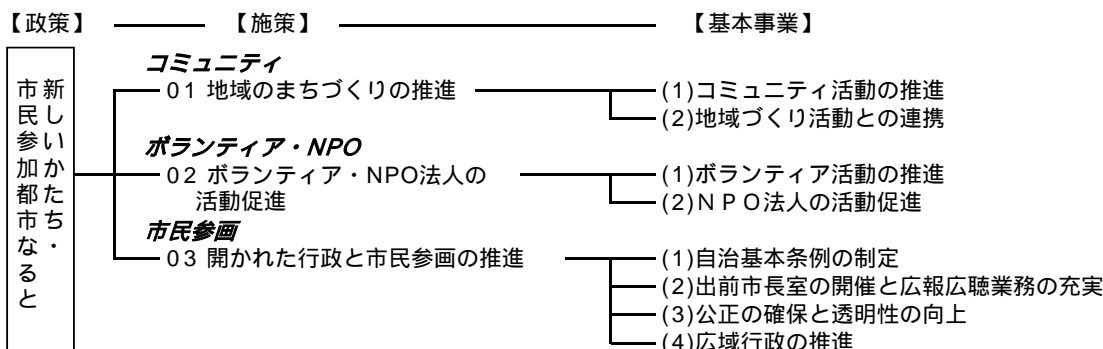 【政策】 【施策】 【基本事業】
新しいかたち・
市民参加都市なると
コミュニティ
01 地域のまちづくりの推進
(1)コミュニティ活動の推進
(2)地域づくり活動との連携
ボランティア・NPO
02 ボランティア・NPO法人の
活動促進
(1)ボランティア活動の推進
(2)ＮＰＯ法人の活動促進
市民参画
03 開かれた行政と市民参画の推進
(1)自治基本条例の制定
(2)出前市長室の開催と広報広聴業務の充実
(3)公正の確保と透明性の向上
(4)広域行政の推進